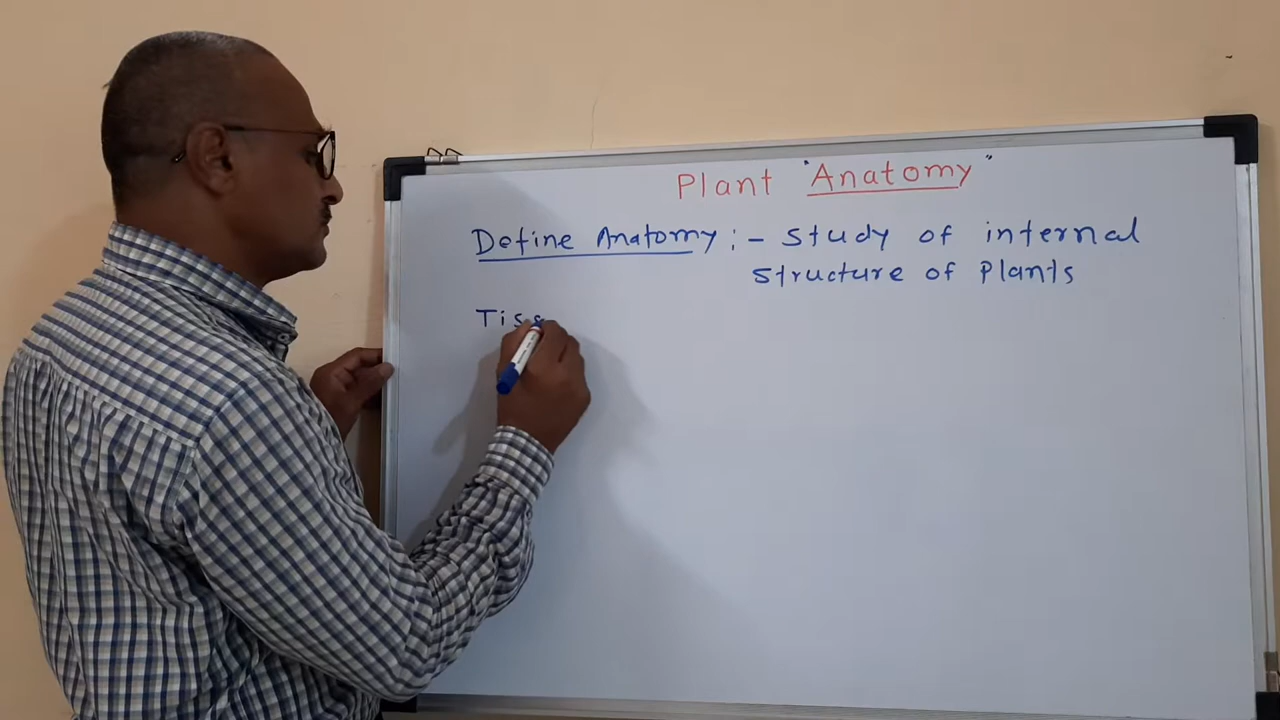 Plant "Anatomy"
Define Anatomy :- Study of internal
Structure of Plants
Tiss